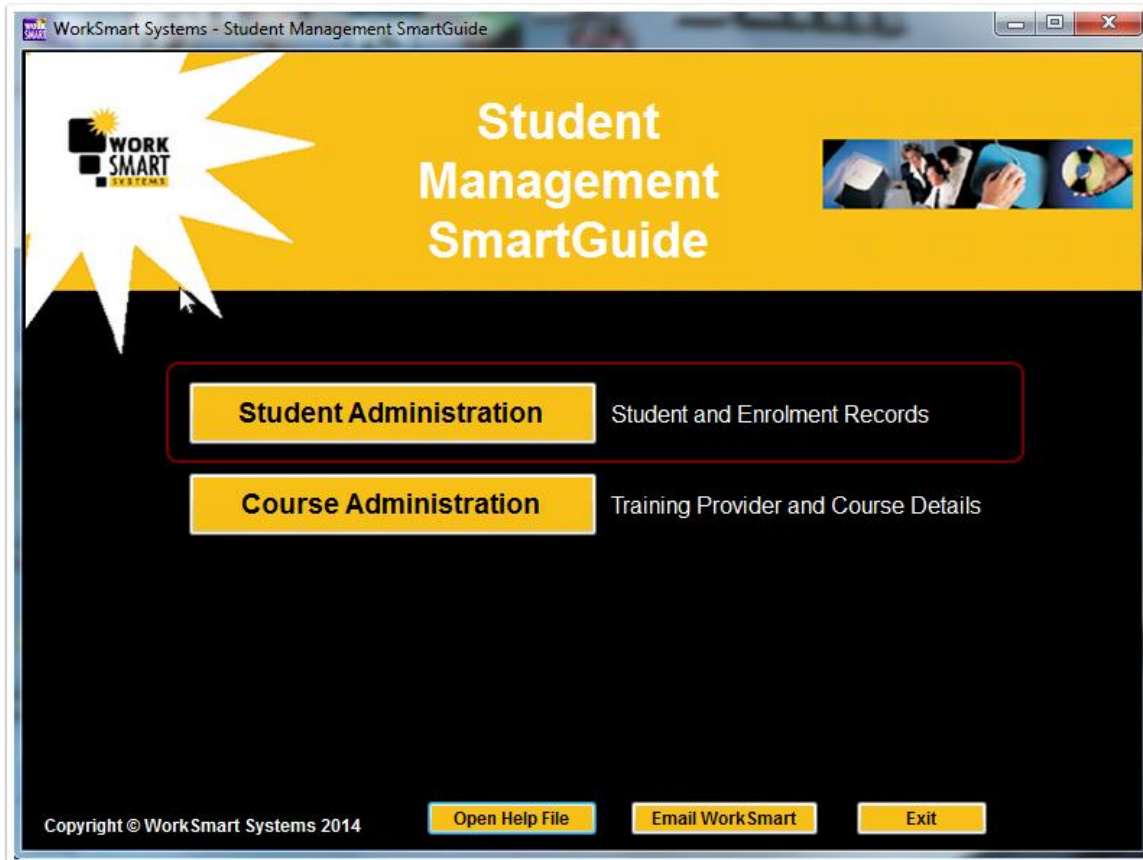 WorkSmart Systems - Student Management SmartGuide
WORK
SMART
SYSTEMS
Student
Management
SmartGuide
Student Administration
Student and Enrolment Records
Course Administration
Training Provider and Course Details
Copyright © WorkSmart Systems 2014
Open Help File
Email WorkSmart
Exit